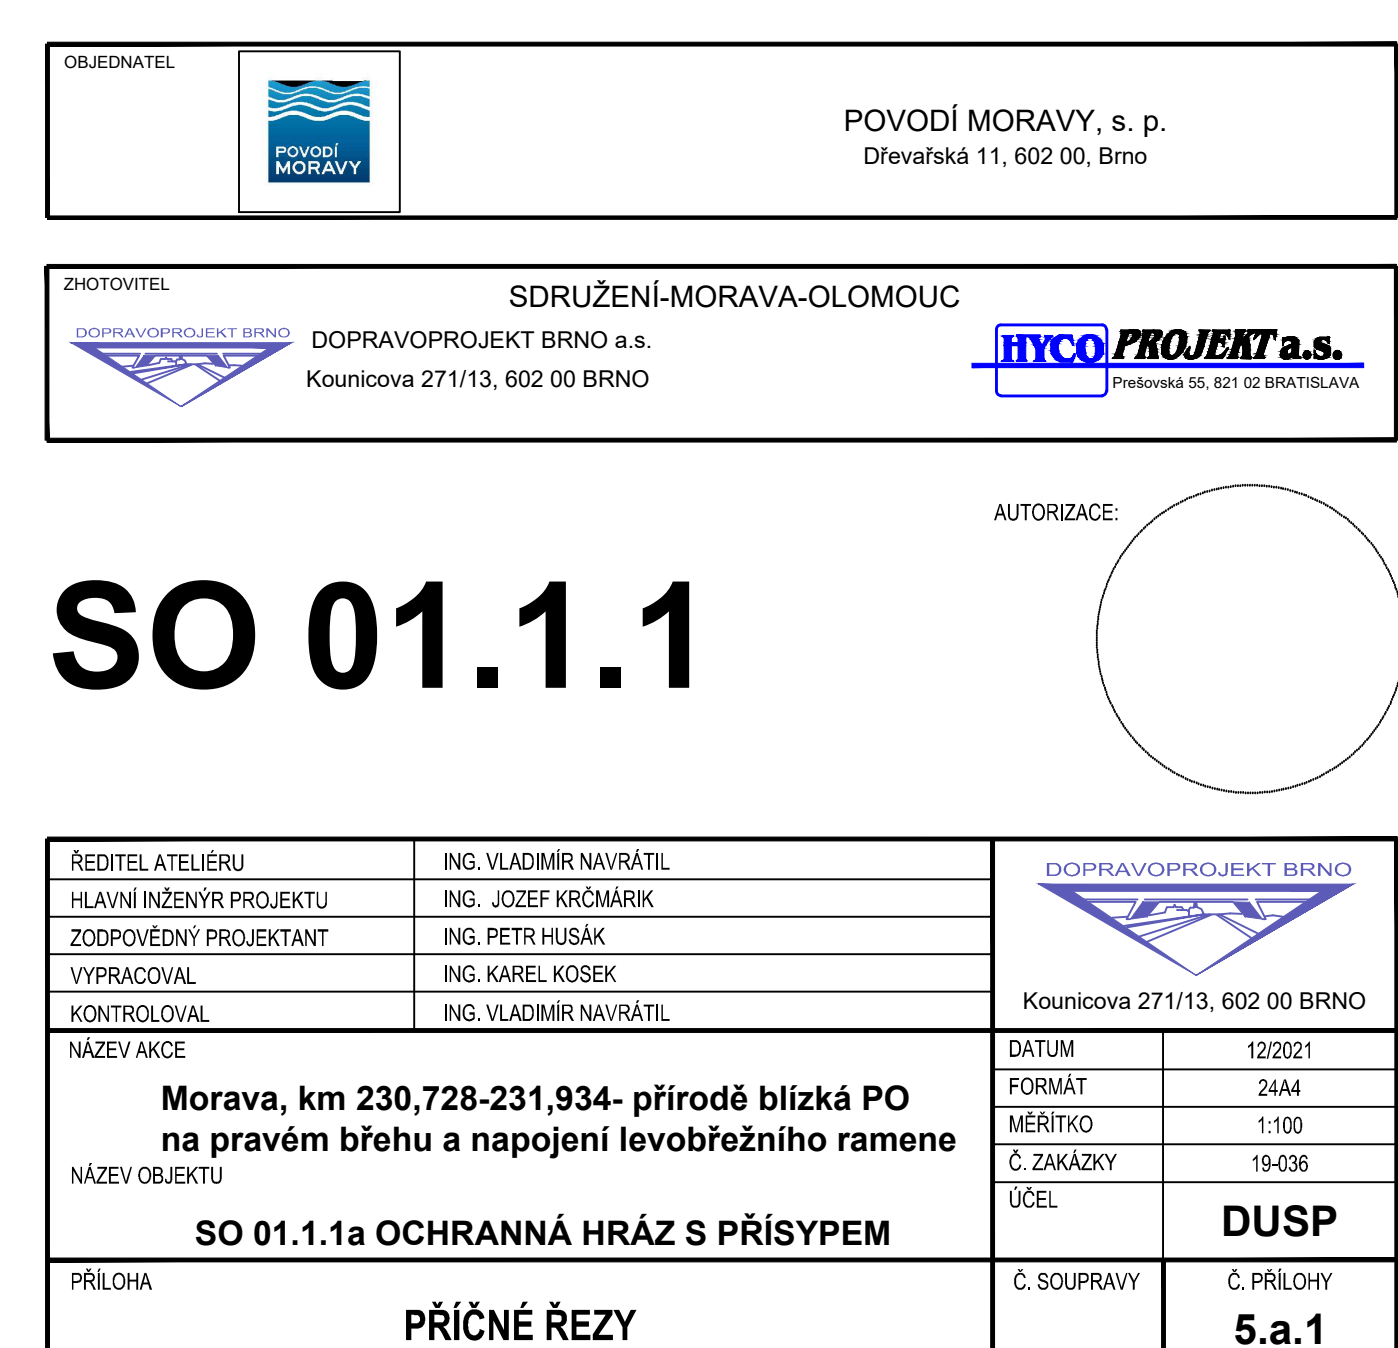 OBJEDNATEL
POVODÍ
MORAVY
POVODÍ MORAVY, s. p.
Dřevařská 11, 602 00, Brno
ZHOTOVITEL
SDRUŽENÍ-MORAVA-OLOMOUC
DOPRAVOPROJEKT BRNO
DOPRAVOPROJEKT BRNO a.s.
Kounicova 271/13, 602 00 BRNO
HYCO PROJEKT a.s.
Prešovská 55, 821 02 BRATISLAVA
AUTORIZACE:
SO 01.1.1
ŘEDITEL ATELIÉRU ING. VLADIMÍR NAVRÁTIL
HLAVNÍ INŽENÝR PROJEKTU ING. JOZEF KRČMÁRIK
ZODPOVĚDNÝ PROJEKTANT ING. PETR HUSÁK
VYPRACOVAL ING. KAREL KOSEK
KONTROLOVAL ING. VLADIMÍR NAVRÁTIL
DOPRAVOPROJEKT BRNO
Kounicova 271/13, 602 00 BRNO
NÁZEV AKCE
Morava, km 230,728-231,934- přírodě blízká PO
na pravém břehu a napojení levobřežního ramene
NÁZEV OBJEKTU
SO 01.1.1a OCHRANNÁ HRÁZ S PŘÍSYPEM
DATUM 12/2021
FORMÁT 24A4
MĚŘÍTKO 1:100
Č. ZAKÁZKY 19-036
ÚČEL DUSP
PŘÍLOHA
PŘÍČNÉ ŘEZY
Č. SOUPRAVY
Č. PŘÍLOHY
5.a.1